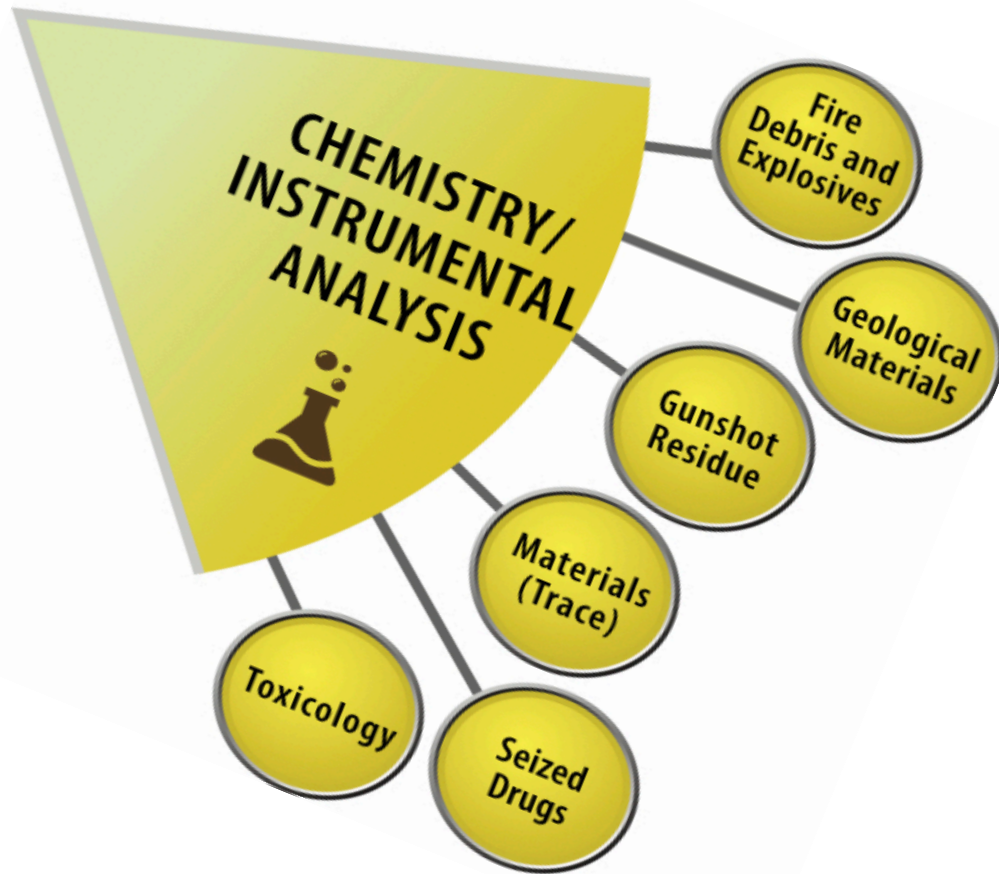 CHEMISTRY/
INSTRUMENTAL
ANALYSIS
Fire
Debris and
Explosives
Geological
Materials
Gunshot
Residue
Materials
(Trace)
Seized
Drugs
Toxicology